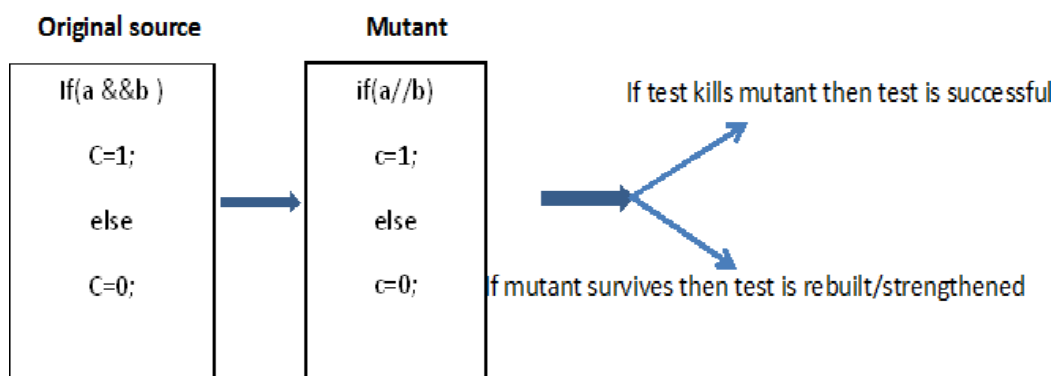 Original source
If(a &&b )
C=1;
else
C=0;
Mutant
if(a//b)
c=1;
else
c=0;
If test kills mutant then test is successful
If mutant survives then test is rebuilt/strengthened